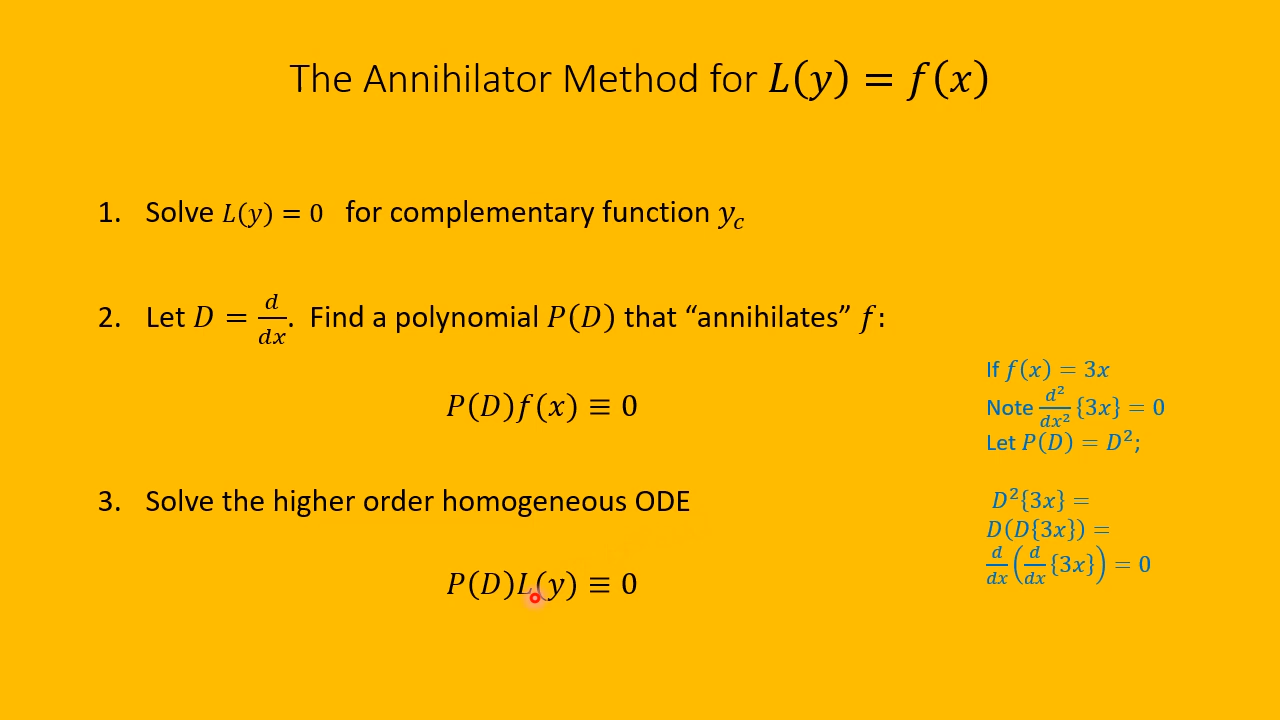 The Annihilator Method for L(y) = f(x)
1. Solve L(y) = 0 for complementary function y_c
2. Let D = d/dx. Find a polynomial P(D) that “annihilates” f:
P(D)f(x) ≡ 0
If f(x) = 3x
Note d²/dx² {3x} = 0
Let P(D) = D²;
3. Solve the higher order homogeneous ODE
P(D)L(y) ≡ 0
D²{3x} =
D(D{3x}) =
d/dx (d/dx {3x}) = 0